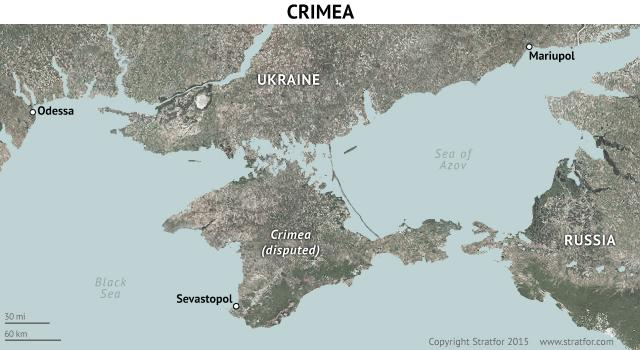 CRIMEA
Mariupol
UKRAINE
Odessa
Sea of
Azov
Crimea
(disputed)
RUSSIA
Black
Sea
Sevastopol
30 mi
60 km
Copyright Stratfor 2015 www.stratfor.com